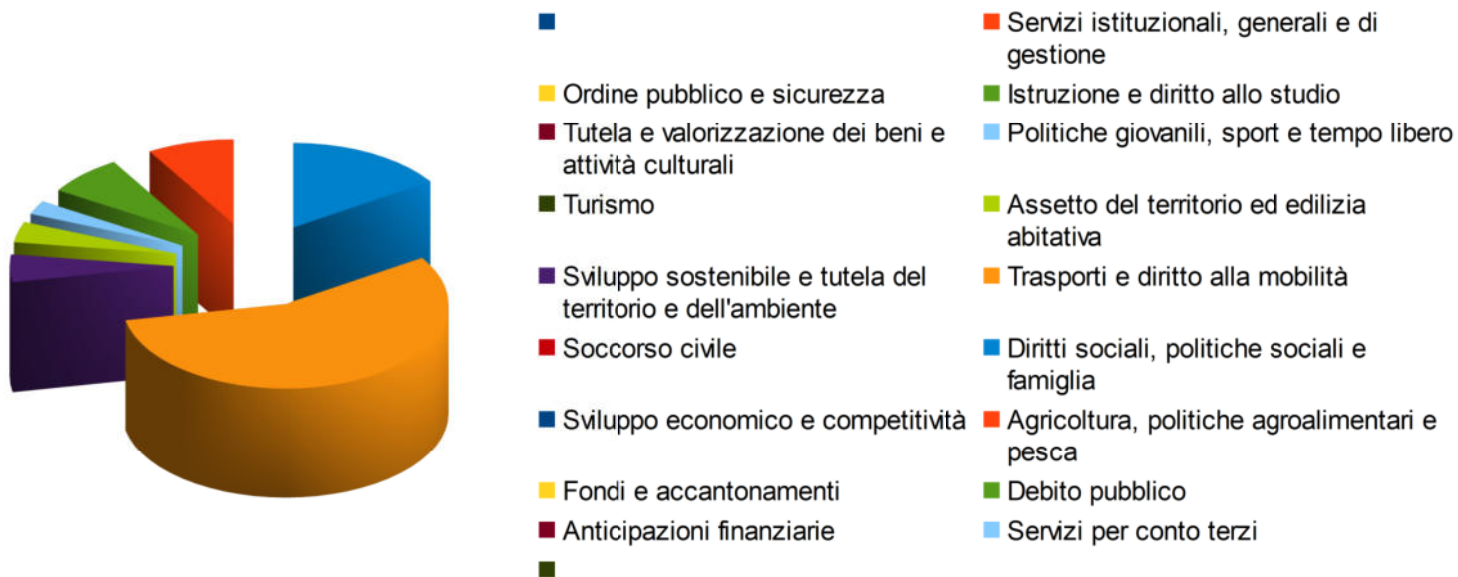 Servizi istituzionali, generali e di
gestione
Ordine pubblico e sicurezza
Istruzione e diritto allo studio
Tutela e valorizzazione dei beni e
attività culturali
Politiche giovanili, sport e tempo libero
Turismo
Assetto del territorio ed edilizia
abitativa
Sviluppo sostenibile e tutela del
territorio e dell'ambiente
Trasporti e diritto alla mobilità
Soccorso civile
Diritti sociali, politiche sociali e
famiglia
Sviluppo economico e competitività
Agricoltura, politiche agroalimentari e
pesca
Fondi e accantonamenti
Debito pubblico
Anticipazioni finanziarie
Servizi per conto terzi